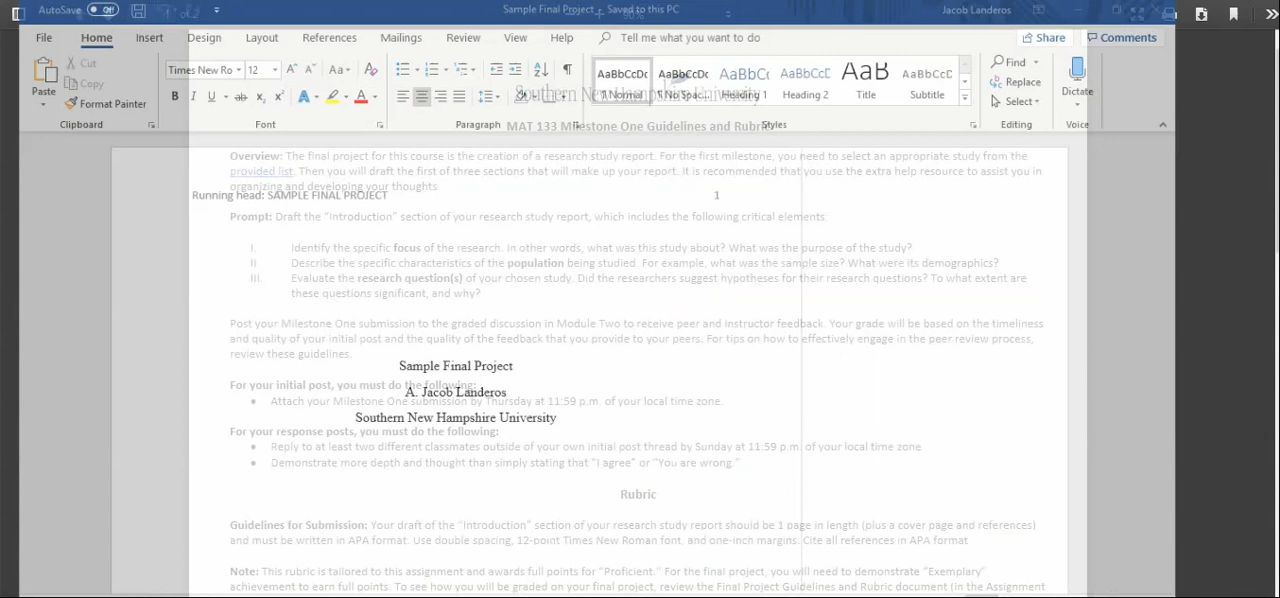 AutoSave Off Sample Final Project - Saved to this PC Jacob Landeros
File Home Insert Design Layout References Mailings Review View Help Tell me what you want to do Share Comments
Paste Cut Copy Format Painter Times New Ro 12 Aa B I U ab x₂ x² A A AaBbCcDc AaBbCcDc AaBbCcD AaBbCcD AaB AaBbCcD Find Replace Select Dictate
¶ Normal ¶ No Spac... Heading 1 Heading 2 Title Subtitle
Southern New Hampshire University
Clipboard Font Paragraph Styles Editing Voice
MAT 133 Milestone One Guidelines and Rubric
Overview: The final project for this course is the creation of a research study report. For the first milestone, you need to select an appropriate study from the
provided list. Then you will draft the first of three sections that will make up your report. It is recommended that you use the extra help resource to assist you in
organizing and developing your thoughts
Running head: SAMPLE FINAL PROJECT 1
Prompt: Draft the “Introduction” section of your research study report, which includes the following critical elements:
I. Identify the specific focus of the research. In other words, what was this study about? What was the purpose of the study?
II Describe the specific characteristics of the population being studied. For example, what was the sample size? What were its demographics?
III. Evaluate the research question(s) of your chosen study. Did the researchers suggest hypotheses for their research questions? To what extent are
these questions significant, and why?
Post your Milestone One submission to the graded discussion in Module Two to receive peer and instructor feedback. Your grade will be based on the timeliness
and quality of your initial post and the quality of the feedback that you provide to your peers. For tips on how to effectively engage in the peer review process,
review these guidelines.
Sample Final Project
For your initial post, you must do the following:
A. Jacob Landeros
• Attach your Milestone One submission by Thursday at 11:59 p.m. of your local time zone.
Southern New Hampshire University
For your response posts, you must do the following:
• Reply to at least two different classmates outside of your own initial post thread by Sunday at 11:59 p.m. of your local time zone
• Demonstrate more depth and thought than simply stating that “I agree” or “You are wrong.”
Rubric
Guidelines for Submission: Your draft of the “Introduction” section of your research study report should be 1 page in length (plus a cover page and references)
and must be written in APA format. Use double spacing, 12-point Times New Roman font, and one-inch margins. Cite all references in APA format
Note: This rubric is tailored to this assignment and awards full points for “Proficient.” For the final project, you will need to demonstrate “Exemplary”
achievement to earn full points. To see how you will be graded on your final project, review the Final Project Guidelines and Rubric document (in the Assignment